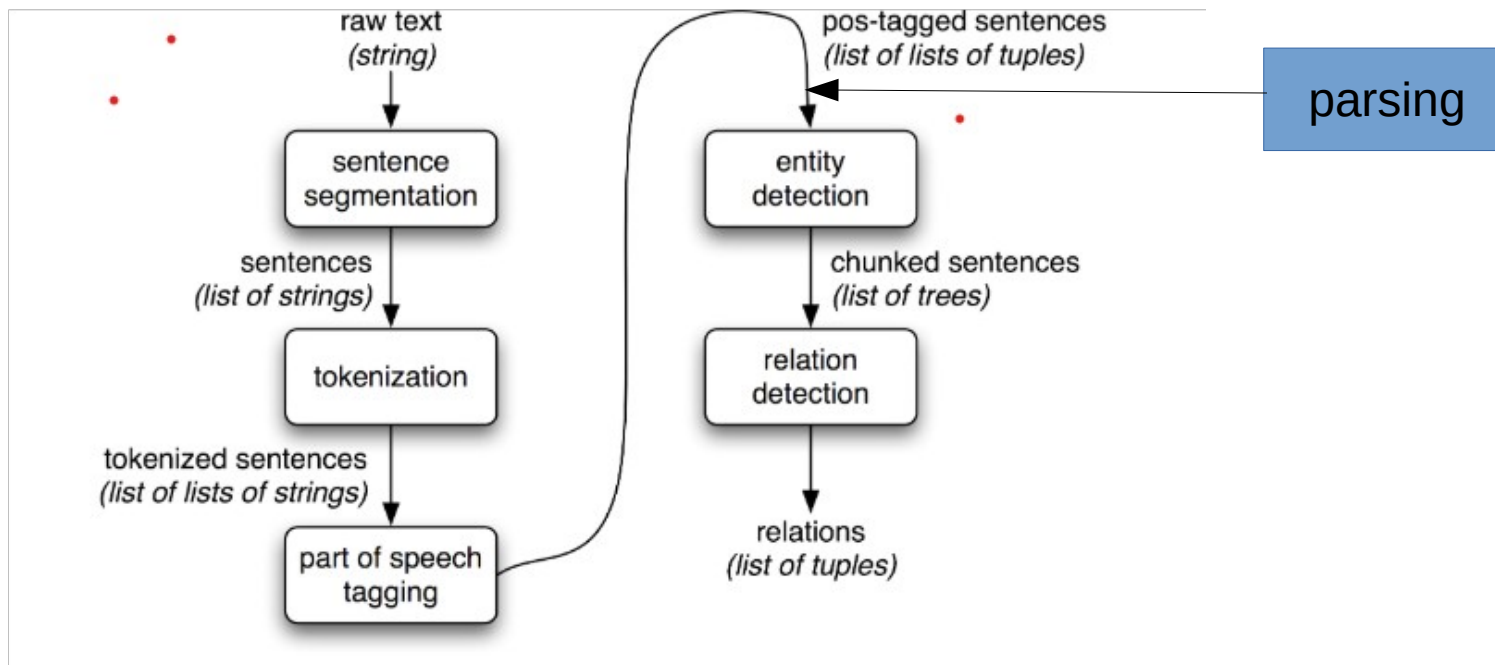 raw text
(string)
sentence
segmentation
sentences
(list of strings)
tokenization
tokenized sentences
(list of lists of strings)
part of speech
tagging
pos-tagged sentences
(list of lists of tuples)
parsing
entity
detection
chunked sentences
(list of trees)
relation
detection
relations
(list of tuples)